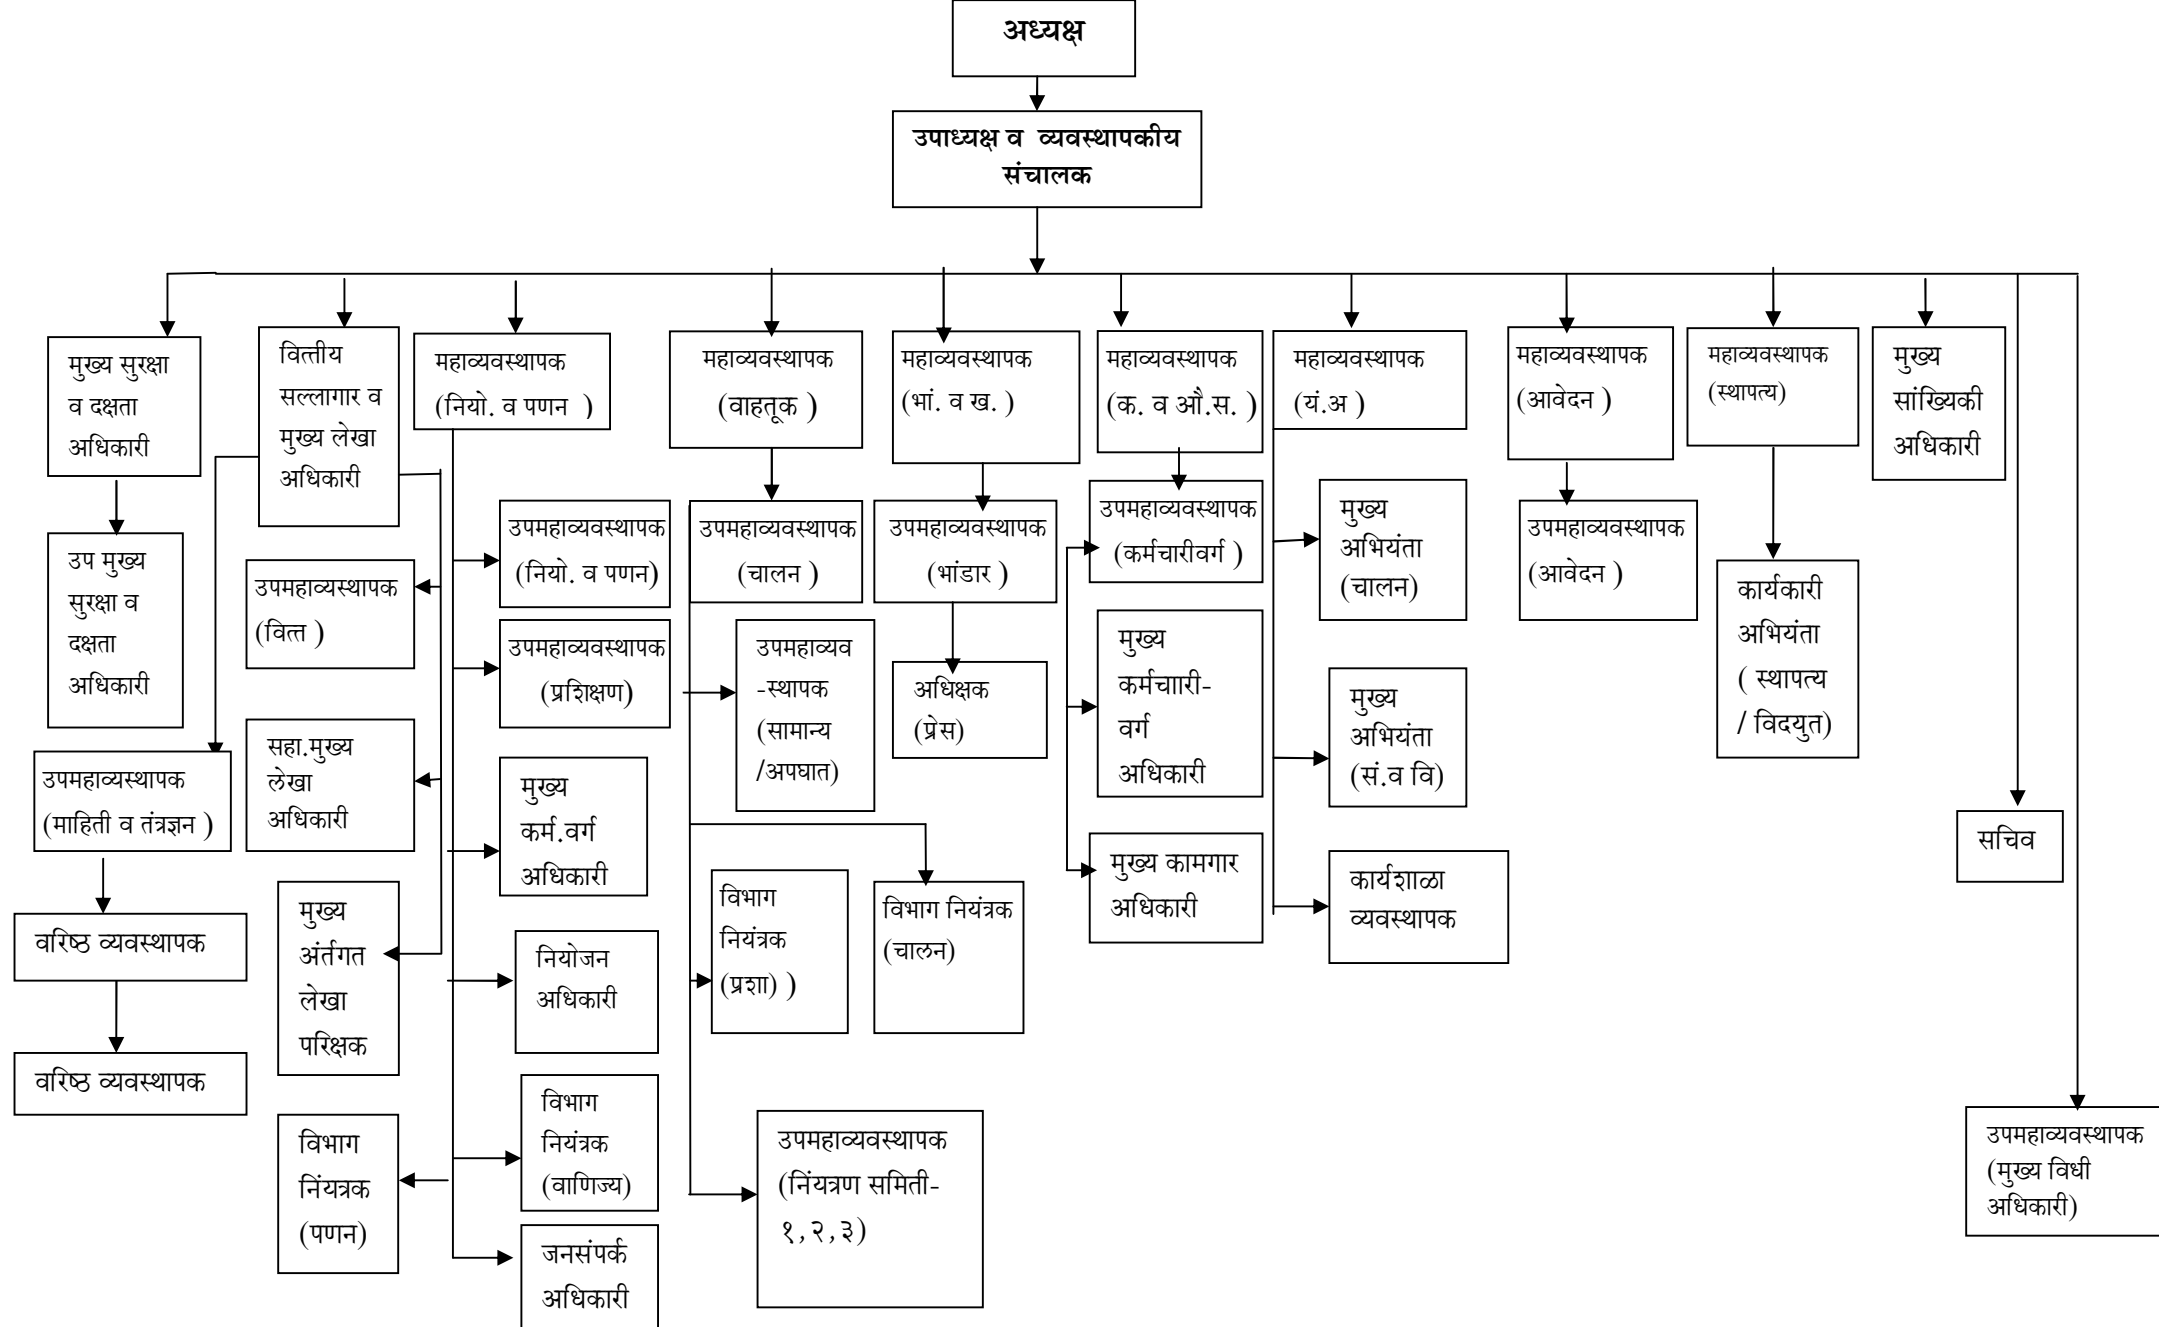 अध्यक्ष
उपाध्यक्ष व व्यवस्थापकीय
संचालक
मुख्य सुरक्षा
व दक्षता
अधिकारी
वित्तीय
सल्लागार व
मुख्य लेखा
अधिकारी
महाव्यवस्थापक
(नियो. व पणन )
महाव्यवस्थापक
(वाहतूक )
महाव्यवस्थापक
(भां. व ख. )
महाव्यवस्थापक
(क. व औ.स. )
महाव्यवस्थापक
(यं.अ )
महाव्यवस्थापक
(आवेदन )
महाव्यवस्थापक
(स्थापत्य)
मुख्य
सांख्यिकी
अधिकारी
उप मुख्य
सुरक्षा व
दक्षता
अधिकारी
उपमहाव्यस्थापक
(वित्त )
सहा.मुख्य
लेखा
अधिकारी
उपमहाव्यस्थापक
(माहिती व तंत्रज्ञन )
वरिष्ठ व्यवस्थापक
वरिष्ठ व्यवस्थापक
मुख्य
अंर्तगत
लेखा
परिक्षक
विभाग
निंयत्रक
(पणन)
उपमहाव्यवस्थापक
(नियो. व पणन)
उपमहाव्यवस्थापक
(प्रशिक्षण)
मुख्य
कर्म.वर्ग
अधिकारी
नियोजन
अधिकारी
विभाग
नियंत्रक
(वाणिज्य)
जनसंपर्क
अधिकारी
उपमहाव्यवस्थापक
(चालन )
उपमहाव्यव
-स्थापक
(सामान्य
/अपघात)
विभाग
नियंत्रक
(प्रशा) )
विभाग नियंत्रक
(चालन)
उपमहाव्यवस्थापक
(निंयत्रण समिती-
१,२,३)
उपमहाव्यवस्थापक
(भांडार )
अधिक्षक
(प्रेस)
उपमहाव्यवस्थापक
(कर्मचारीवर्ग )
मुख्य
कर्मचाारी-
वर्ग
अधिकारी
मुख्य कामगार
अधिकारी
मुख्य
अभियंता
(चालन)
मुख्य
अभियंता
(सं.व वि)
कार्यशाळा
व्यवस्थापक
उपमहाव्यवस्थापक
(आवेदन )
कार्यकारी
अभियंता
( स्थापत्य
/ विदयुत)
सचिव
उपमहाव्यवस्थापक
(मुख्य विधी
अधिकारी)